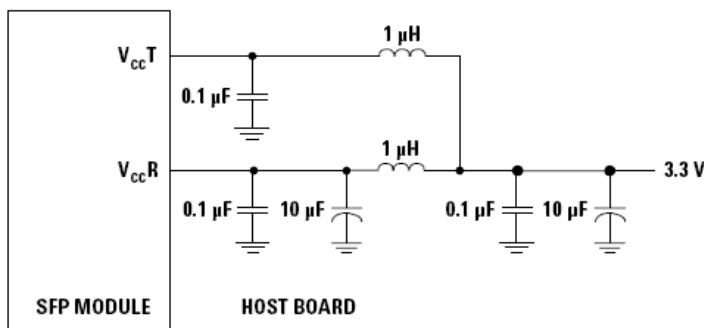 1 µH
VccT
0.1 µF
1 µH
VccR
3.3 V
0.1 µF 10 µF 0.1 µF 10 µF
SFP MODULE HOST BOARD